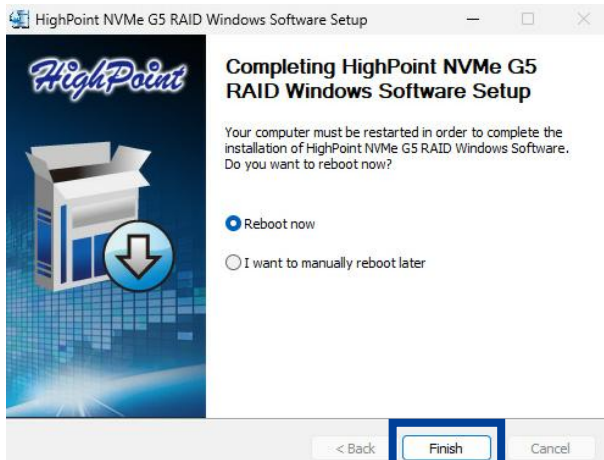 HighPoint NVMe G5 RAID Windows Software Setup
HighPoint
Completing HighPoint NVMe G5
RAID Windows Software Setup
Your computer must be restarted in order to complete the
installation of HighPoint NVMe G5 RAID Windows Software.
Do you want to reboot now?
Reboot now
I want to manually reboot later
< Back Finish Cancel